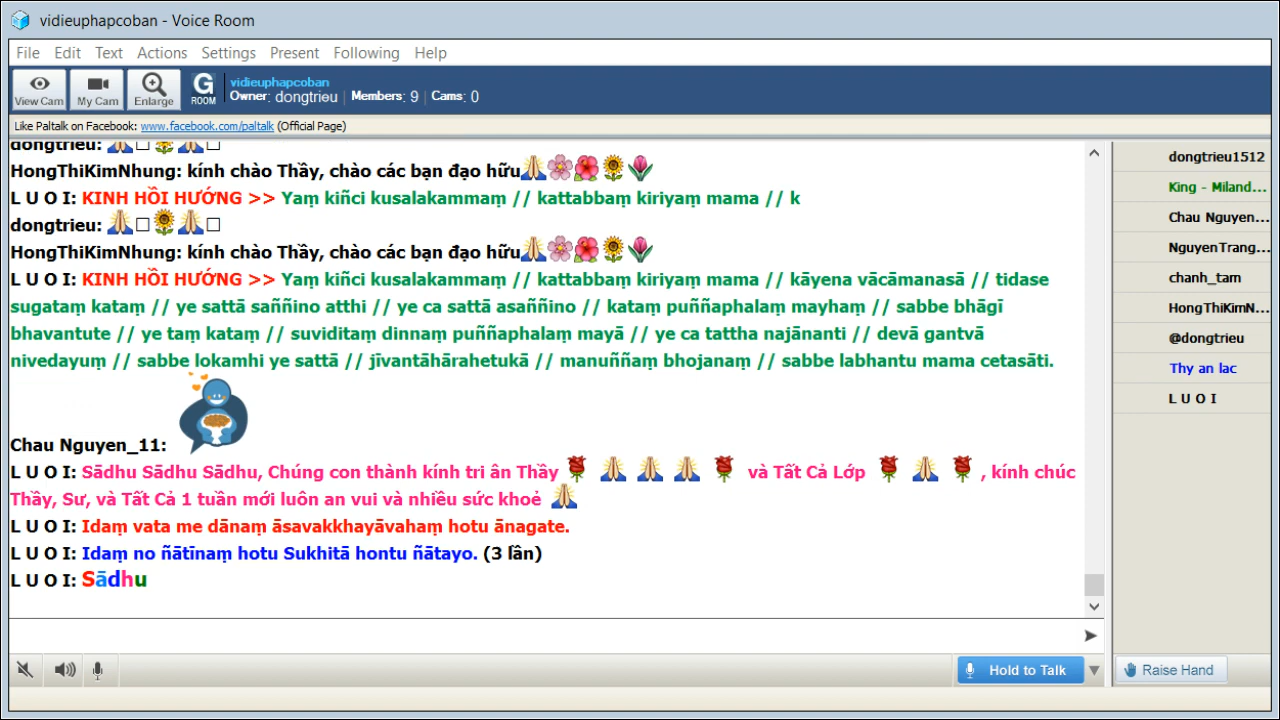 vidieuphapcoban - Voice Room
File Edit Text Actions Settings Present Following Help
View Cam My Cam Enlarge G ROOM
vidieuphapcoban
Owner: dongtrieu | Members: 9 | Cams: 0
Like Paltalk on Facebook: www.facebook.com/paltalk (Official Page)
dongtrieu: 🙏□🌻🙏□
HongThiKimNhung: kính chào Thầy, chào các bạn đạo hữu🙏🌸🌺🌻🌷
L U O I: KINH HỒI HƯỚNG >> Yaṃ kiñci kusalakammaṃ // kattabbaṃ kiriyaṃ mama // k
dongtrieu: 🙏□🌻🙏□
HongThiKimNhung: kính chào Thầy, chào các bạn đạo hữu🙏🌸🌺🌻🌷
L U O I: KINH HỒI HƯỚNG >> Yaṃ kiñci kusalakammaṃ // kattabbaṃ kiriyaṃ mama // kāyena vācāmanasā // tidase
sugataṃ kataṃ // ye sattā saññino atthi // ye ca sattā asaññino // kataṃ puññaphalaṃ mayhaṃ // sabbe bhāgī
bhavantute // ye taṃ kataṃ // suviditaṃ dinnaṃ puññaphalaṃ mayā // ye ca tattha najānanti // devā gantvā
nivedayuṃ // sabbe lokamhi ye sattā // jīvantāhārahetukā // manuññaṃ bhojanaṃ // sabbe labhantu mama cetasāti.
Chau Nguyen_11:
L U O I: Sādhu Sādhu Sādhu, Chúng con thành kính tri ân Thầy 🌹 🙏 🙏 🙏 🌹 và Tất Cả Lớp 🌹 🙏 🌹 , kính chúc
Thầy, Sư, và Tất Cả 1 tuần mới luôn an vui và nhiều sức khoẻ 🙏
L U O I: Idaṃ vata me dānaṃ āsavakkhayāvahaṃ hotu ānagate.
L U O I: Idaṃ no ñātīnaṃ hotu Sukhitā hontu ñātayo. (3 lần)
L U O I: Sādhu
dongtrieu1512
King - Miland...
Chau Nguyen...
NguyenTrang...
chanh_tam
HongThiKimN...
@dongtrieu
Thy an lac
L U O I
Hold to Talk
Raise Hand